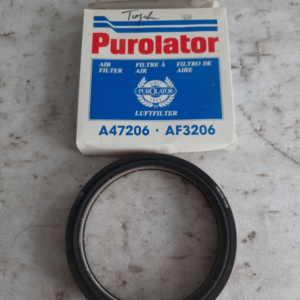 Purolator
AIR FILTER
FILTRE À AIR
FILTRO DE AIRE
PUROLATOR
LUFTFILTER
A47206 · AF3206